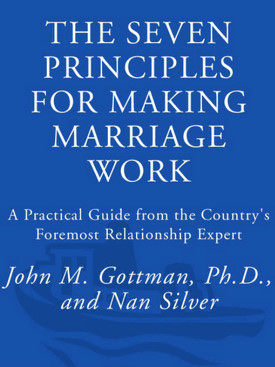 THE SEVEN
PRINCIPLES
FOR MAKING
MARRIAGE
WORK
A Practical Guide from the Country's
Foremost Relationship Expert
John M. Gottman, Ph.D.,
and Nan Silver